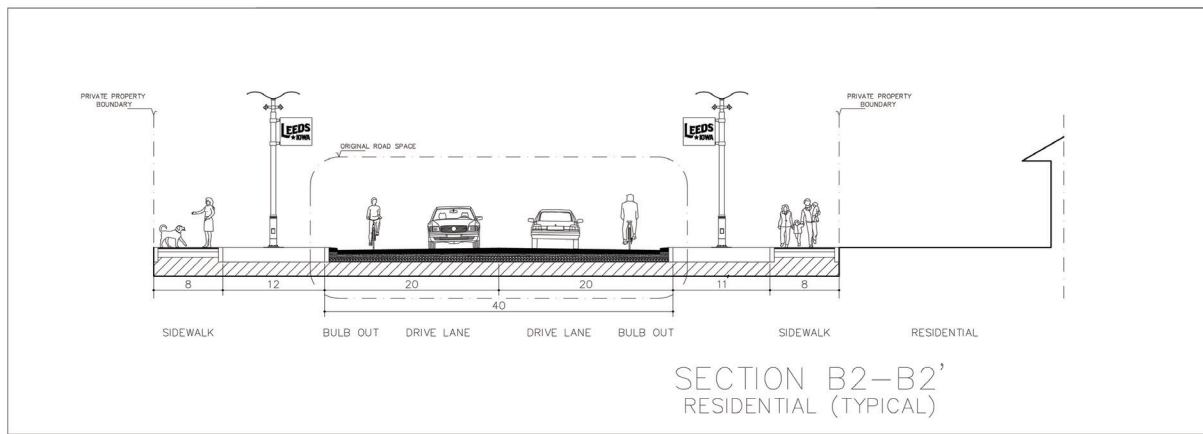 PRIVATE PROPERTY
BOUNDARY
LEEDS
★ IOWA
ORIGINAL ROAD SPACE
LEEDS
★ IOWA
PRIVATE PROPERTY
BOUNDARY
8 12 20 20 11 8
40
SIDEWALK BULB OUT DRIVE LANE DRIVE LANE BULB OUT SIDEWALK RESIDENTIAL
SECTION B2-B2'
RESIDENTIAL (TYPICAL)